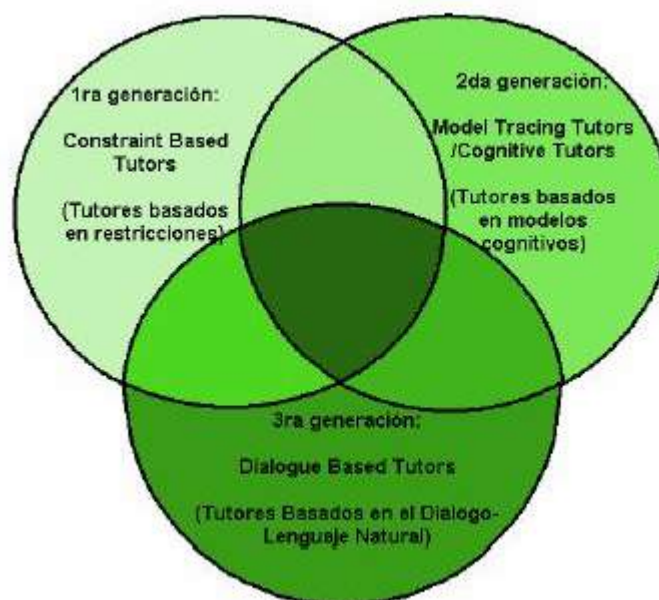 1ra generación:
Constraint Based
Tutors
(Tutores basados
en restricciones)
2da generación:
Model Tracing Tutors
/Cognitive Tutors
(Tutores basados
en modelos
cognitivos)
3ra generación:
Dialogue Based Tutors
(Tutores Basados en el Dialogo-
Lenguaje Natural)